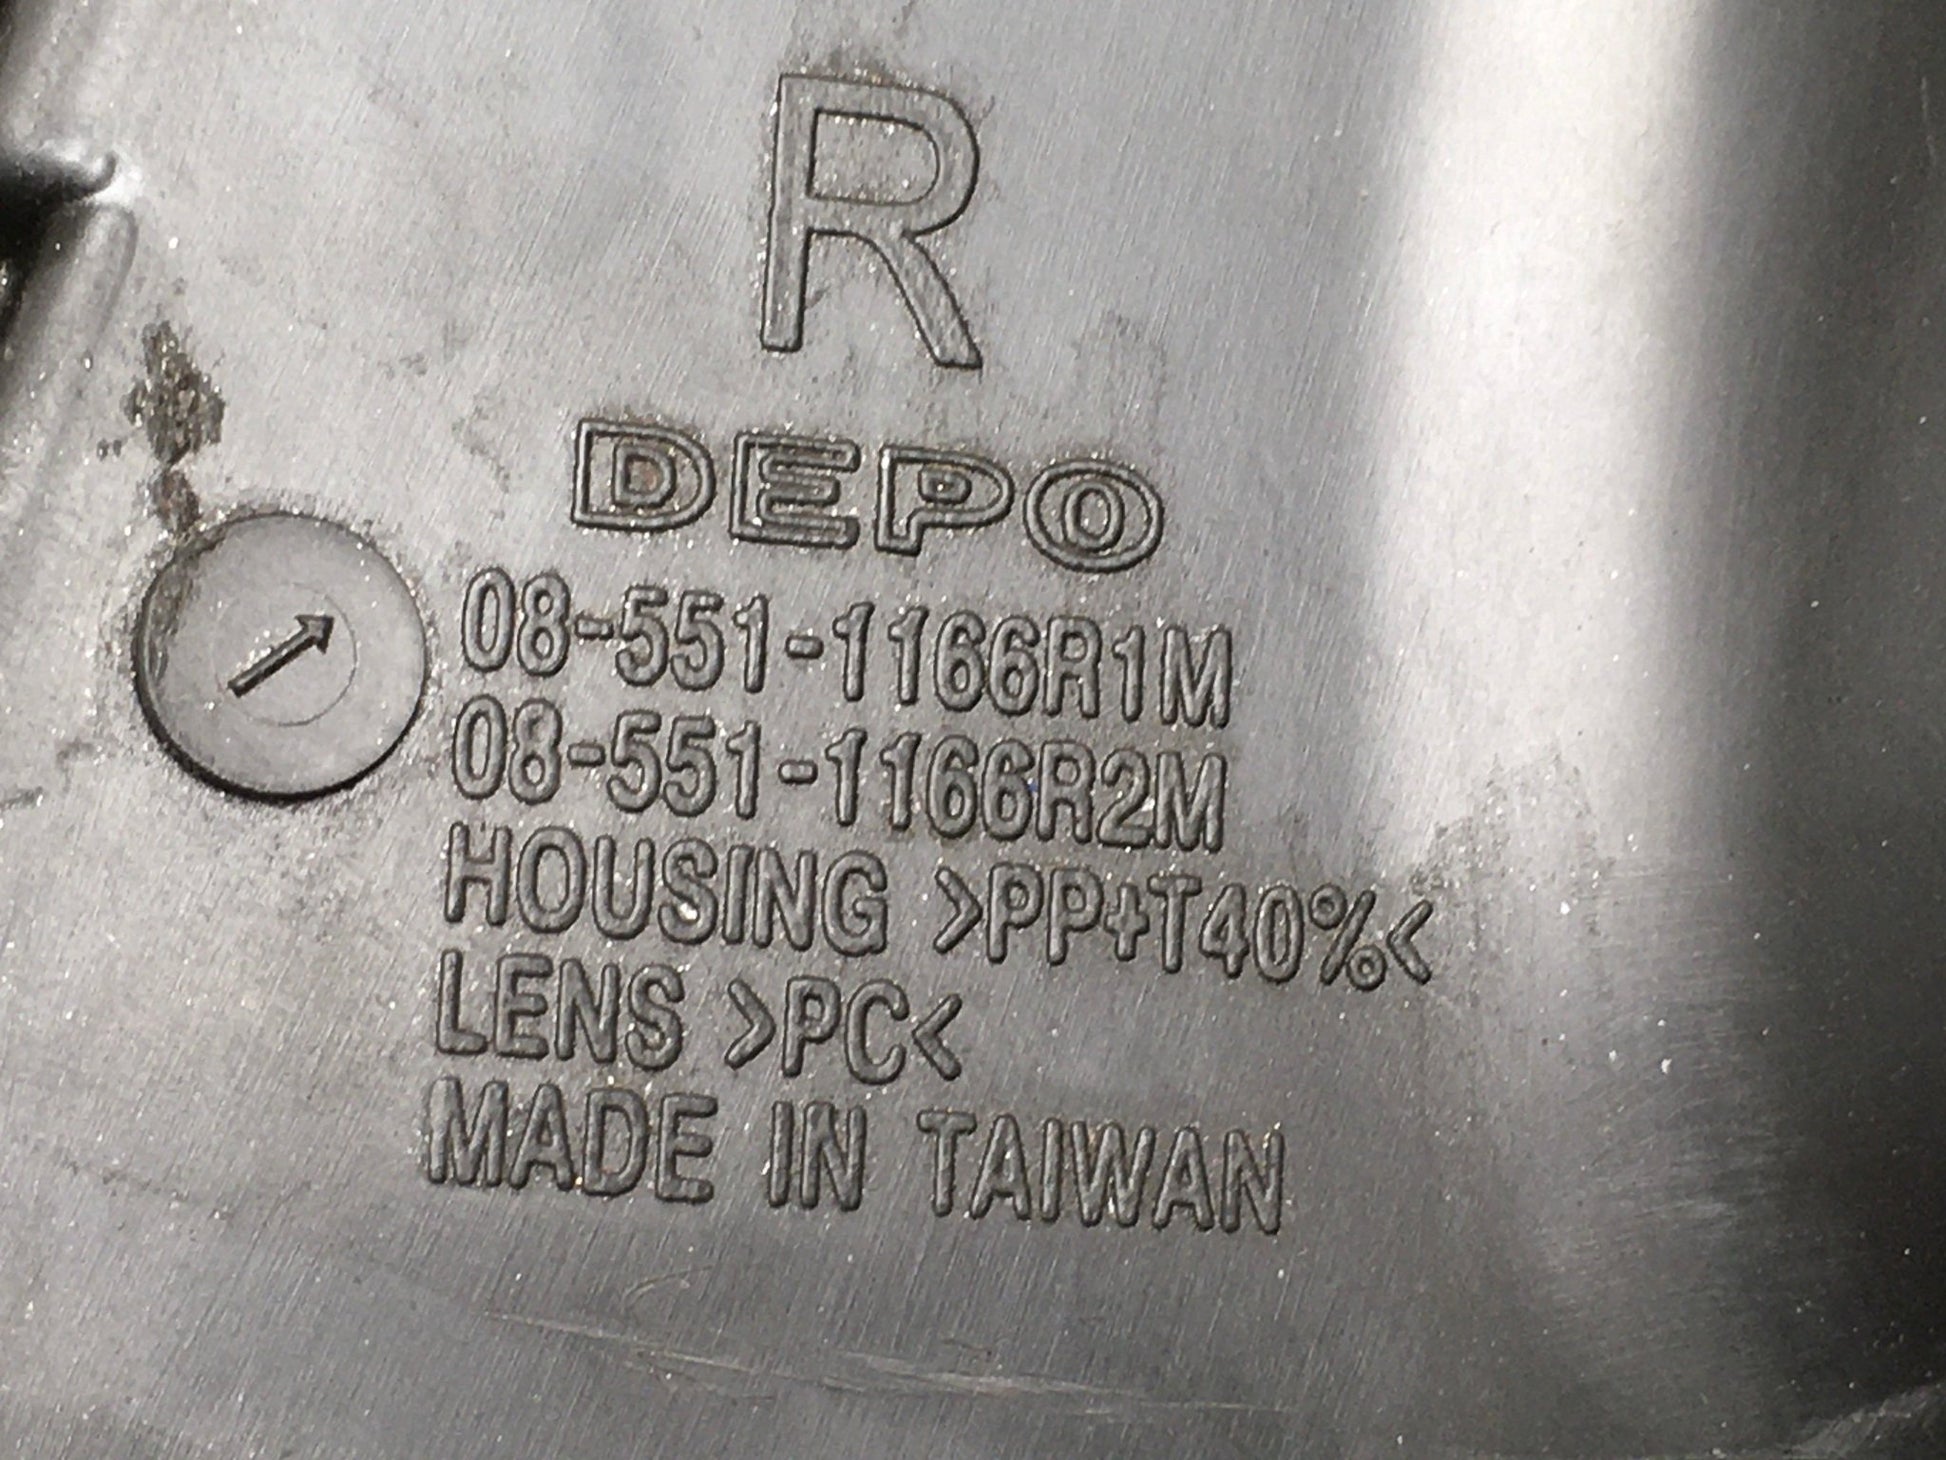 R
DEPO
08-551-1166R1M
08-551-1166R2M
HOUSING >PP+T40%<
LENS >PC<
MADE IN TAIWAN